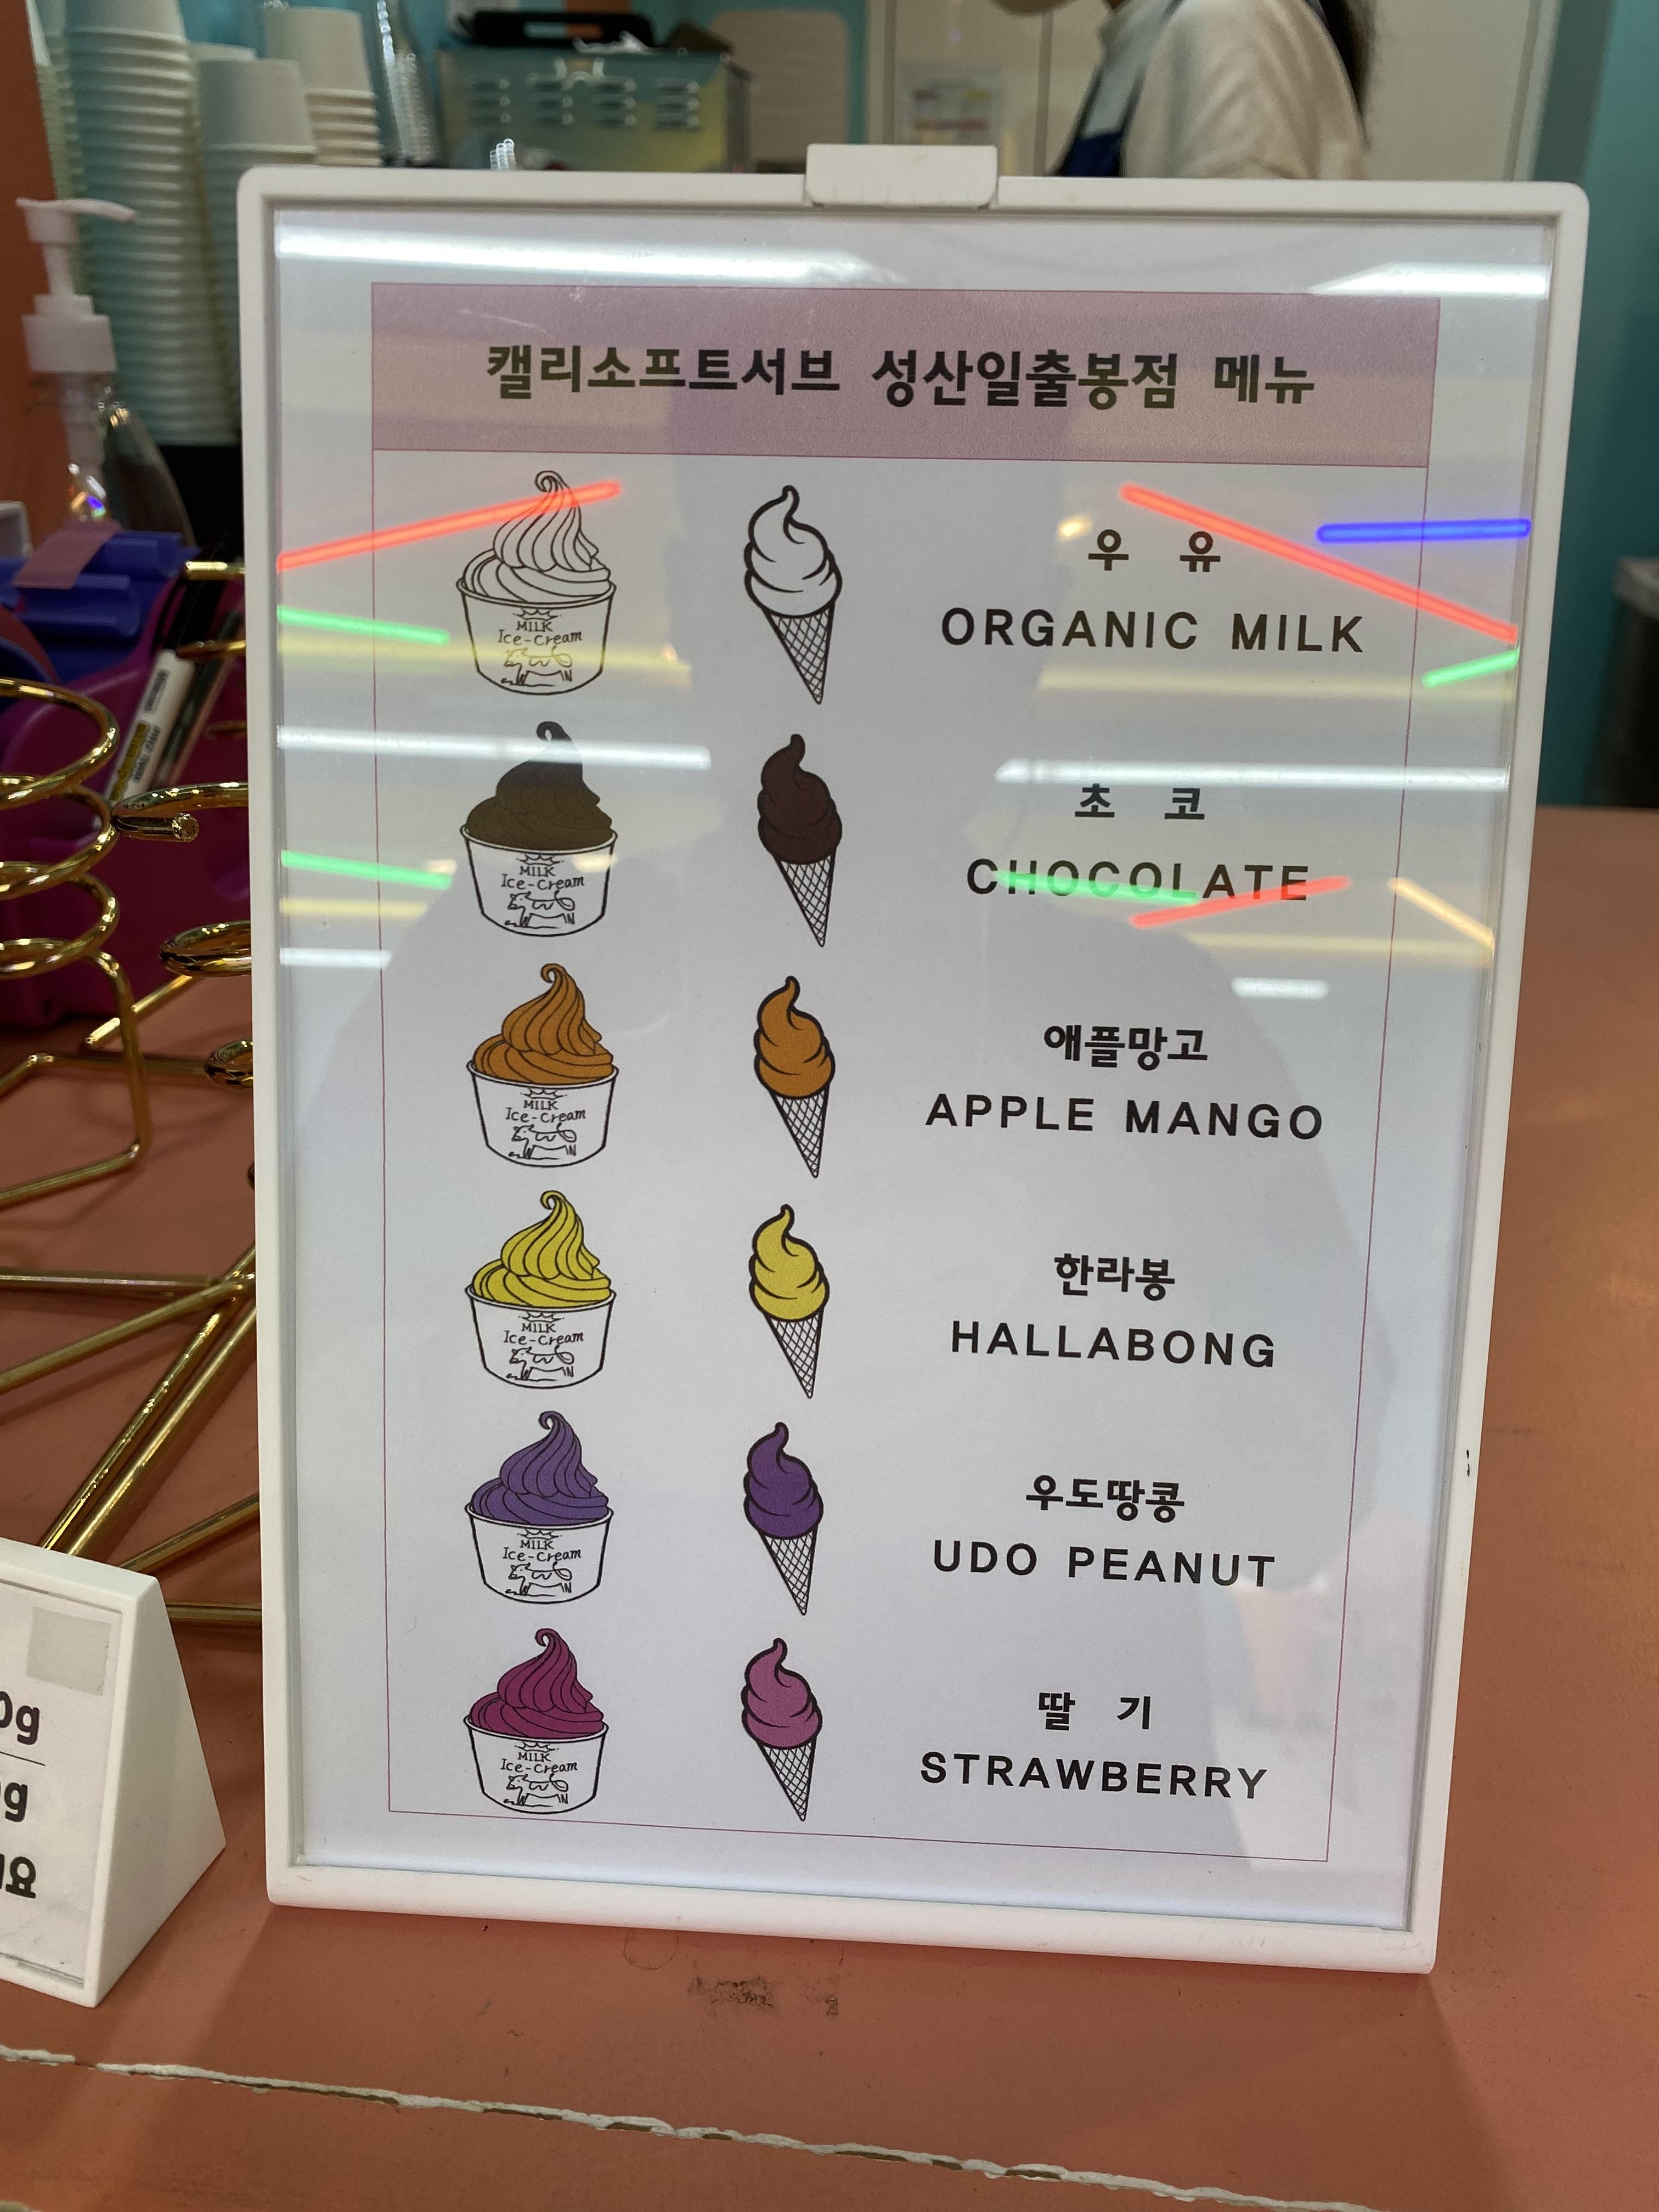 캘리소프트서브 성산일출봉점 메뉴
MILK
Ice-Cream
우 유
ORGANIC MILK
MILK
Ice-Cream
초 코
CHOCOLATE
MILK
Ice-Cream
애플망고
APPLE MANGO
MILK
Ice-Cream
한라봉
HALLABONG
MILK
Ice-Cream
우도땅콩
UDO PEANUT
MILK
Ice-Cream
딸 기
STRAWBERRY
0g
g
요